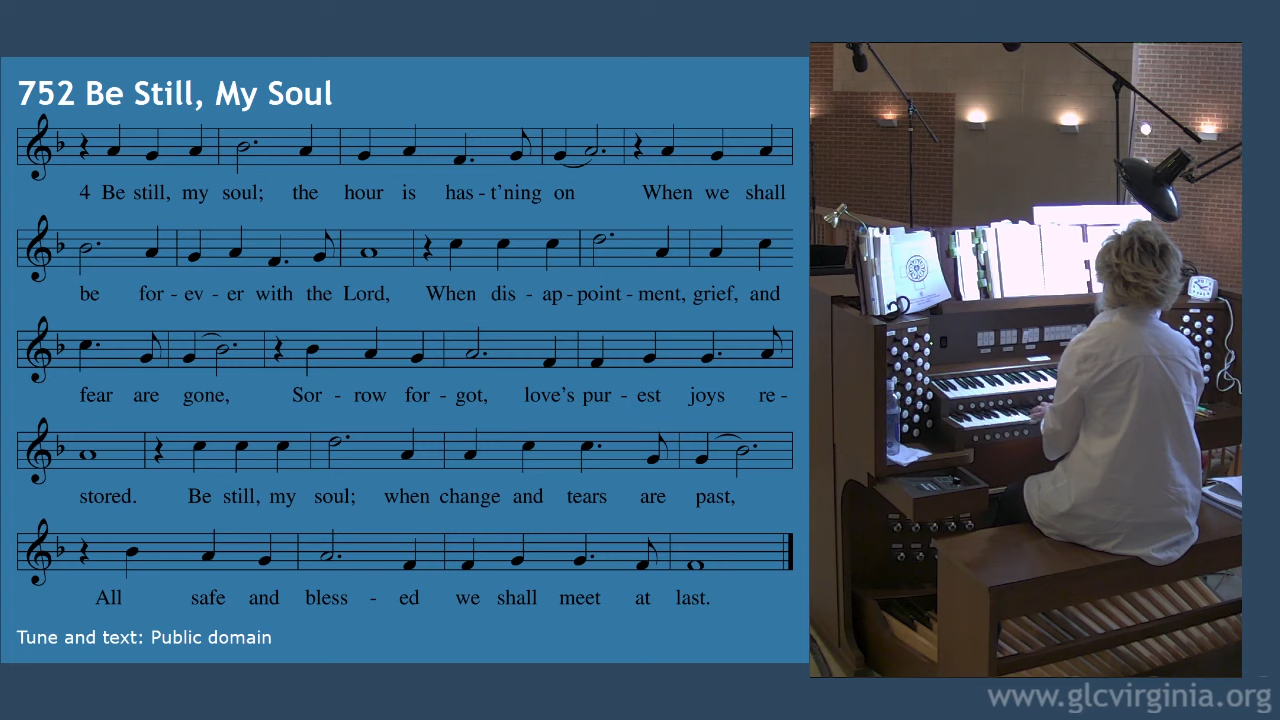 752 Be Still, My Soul
4 Be still, my soul; the hour is has - t'ning on When we shall
be for - ev - er with the Lord, When dis - ap - point - ment, grief, and
fear are gone, Sor - row for - got, love's pur - est joys re -
stored. Be still, my soul; when change and tears are past,
All safe and bless - ed we shall meet at last.
Tune and text: Public domain
www.glcvirginia.org